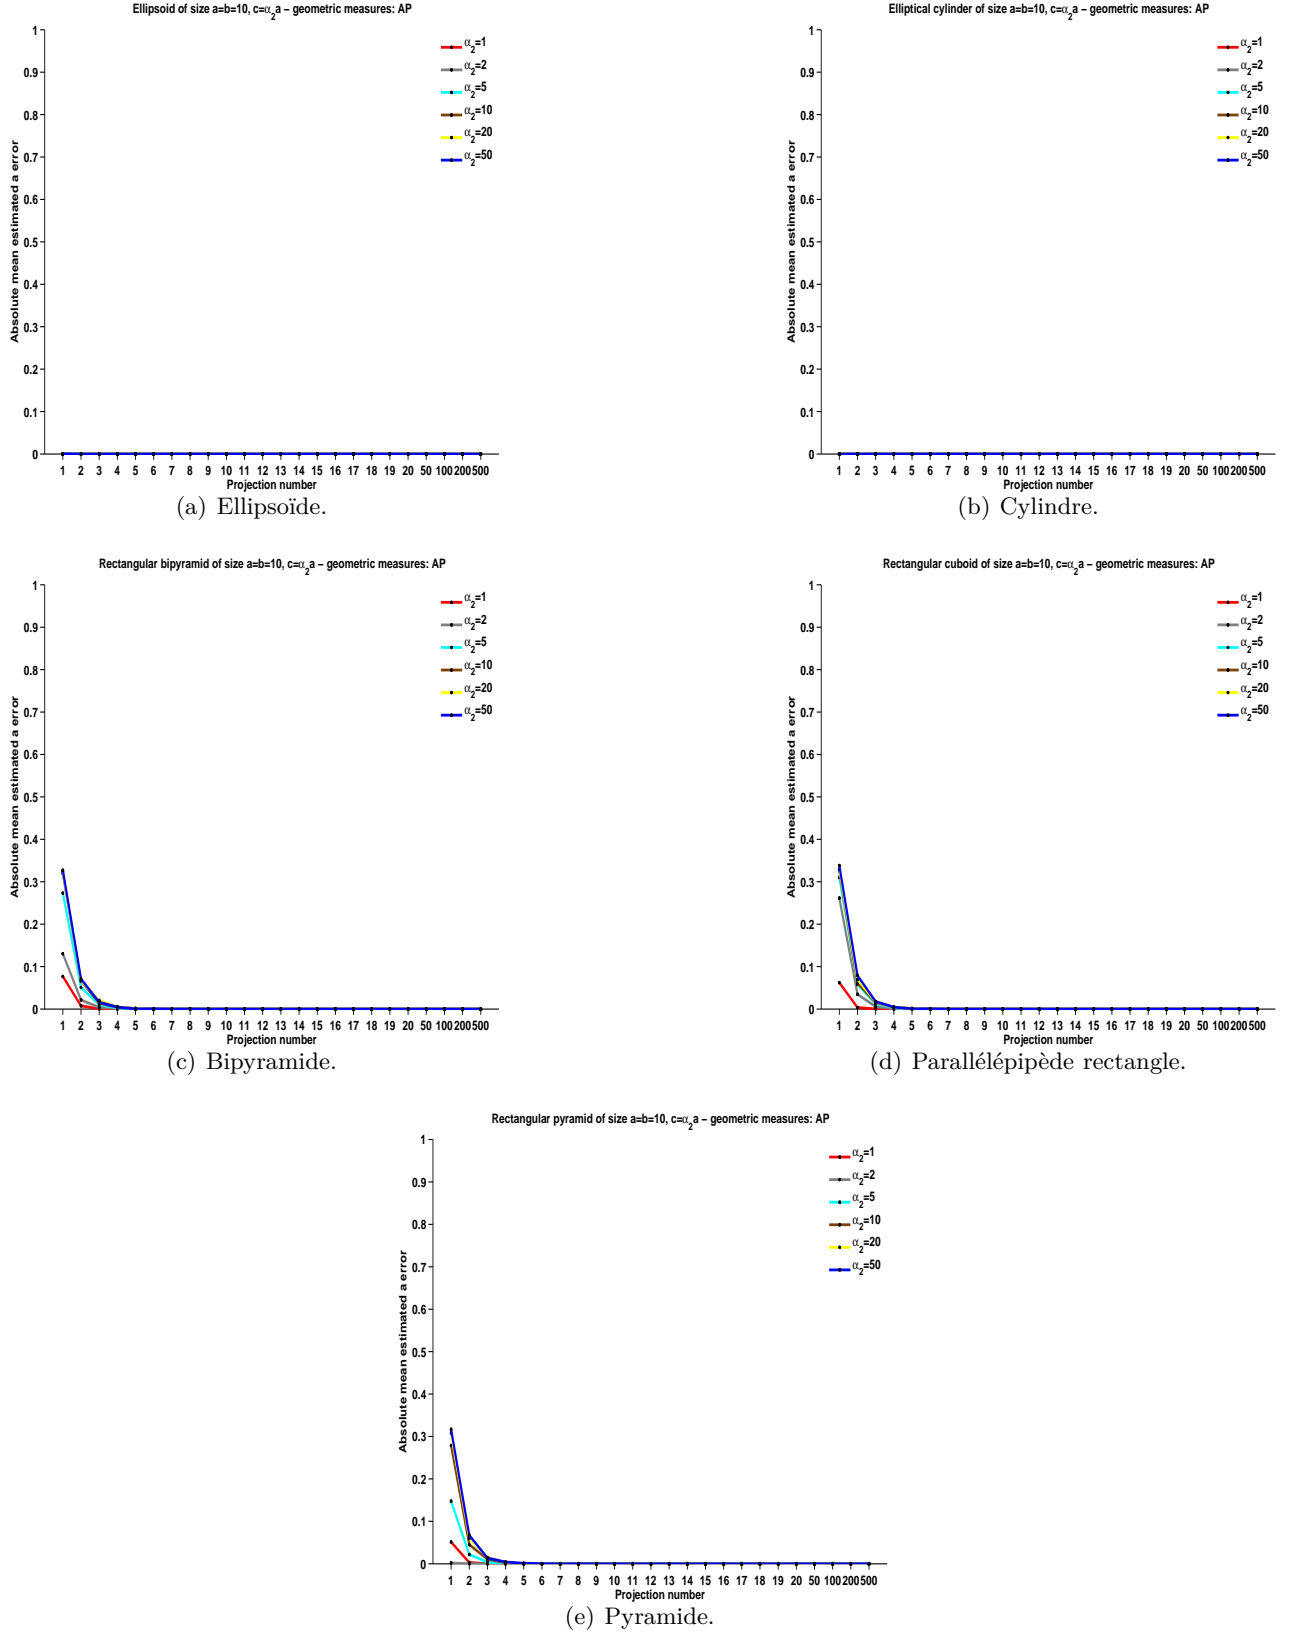 Ellipsoid of size a=b=10, c=α2a − geometric measures: AP
Absolute mean estimated a error
1
0.9
0.8
0.7
0.6
0.5
0.4
0.3
0.2
0.1
0
α2=1
α2=2
α2=5
α2=10
α2=20
α2=50
1 2 3 4 5 6 7 8 9 10 11 12 13 14 15 16 17 18 19 20 50 100 200 500
Projection number
(a) Ellipsoïde.
Elliptical cylinder of size a=b=10, c=α2a − geometric measures: AP
Absolute mean estimated a error
1
0.9
0.8
0.7
0.6
0.5
0.4
0.3
0.2
0.1
0
α2=1
α2=2
α2=5
α2=10
α2=20
α2=50
1 2 3 4 5 6 7 8 9 10 11 12 13 14 15 16 17 18 19 20 50 100 200 500
Projection number
(b) Cylindre.
Rectangular bipyramid of size a=b=10, c=α2a − geometric measures: AP
Absolute mean estimated a error
1
0.9
0.8
0.7
0.6
0.5
0.4
0.3
0.2
0.1
0
α2=1
α2=2
α2=5
α2=10
α2=20
α2=50
1 2 3 4 5 6 7 8 9 10 11 12 13 14 15 16 17 18 19 20 50 100 200 500
Projection number
(c) Bipyramide.
Rectangular cuboid of size a=b=10, c=α2a − geometric measures: AP
Absolute mean estimated a error
1
0.9
0.8
0.7
0.6
0.5
0.4
0.3
0.2
0.1
0
α2=1
α2=2
α2=5
α2=10
α2=20
α2=50
1 2 3 4 5 6 7 8 9 10 11 12 13 14 15 16 17 18 19 20 50 100 200 500
Projection number
(d) Parallélépipède rectangle.
Rectangular pyramid of size a=b=10, c=α2a − geometric measures: AP
Absolute mean estimated a error
1
0.9
0.8
0.7
0.6
0.5
0.4
0.3
0.2
0.1
0
α2=1
α2=2
α2=5
α2=10
α2=20
α2=50
1 2 3 4 5 6 7 8 9 10 11 12 13 14 15 16 17 18 19 20 50 100 200 500
Projection number
(e) Pyramide.